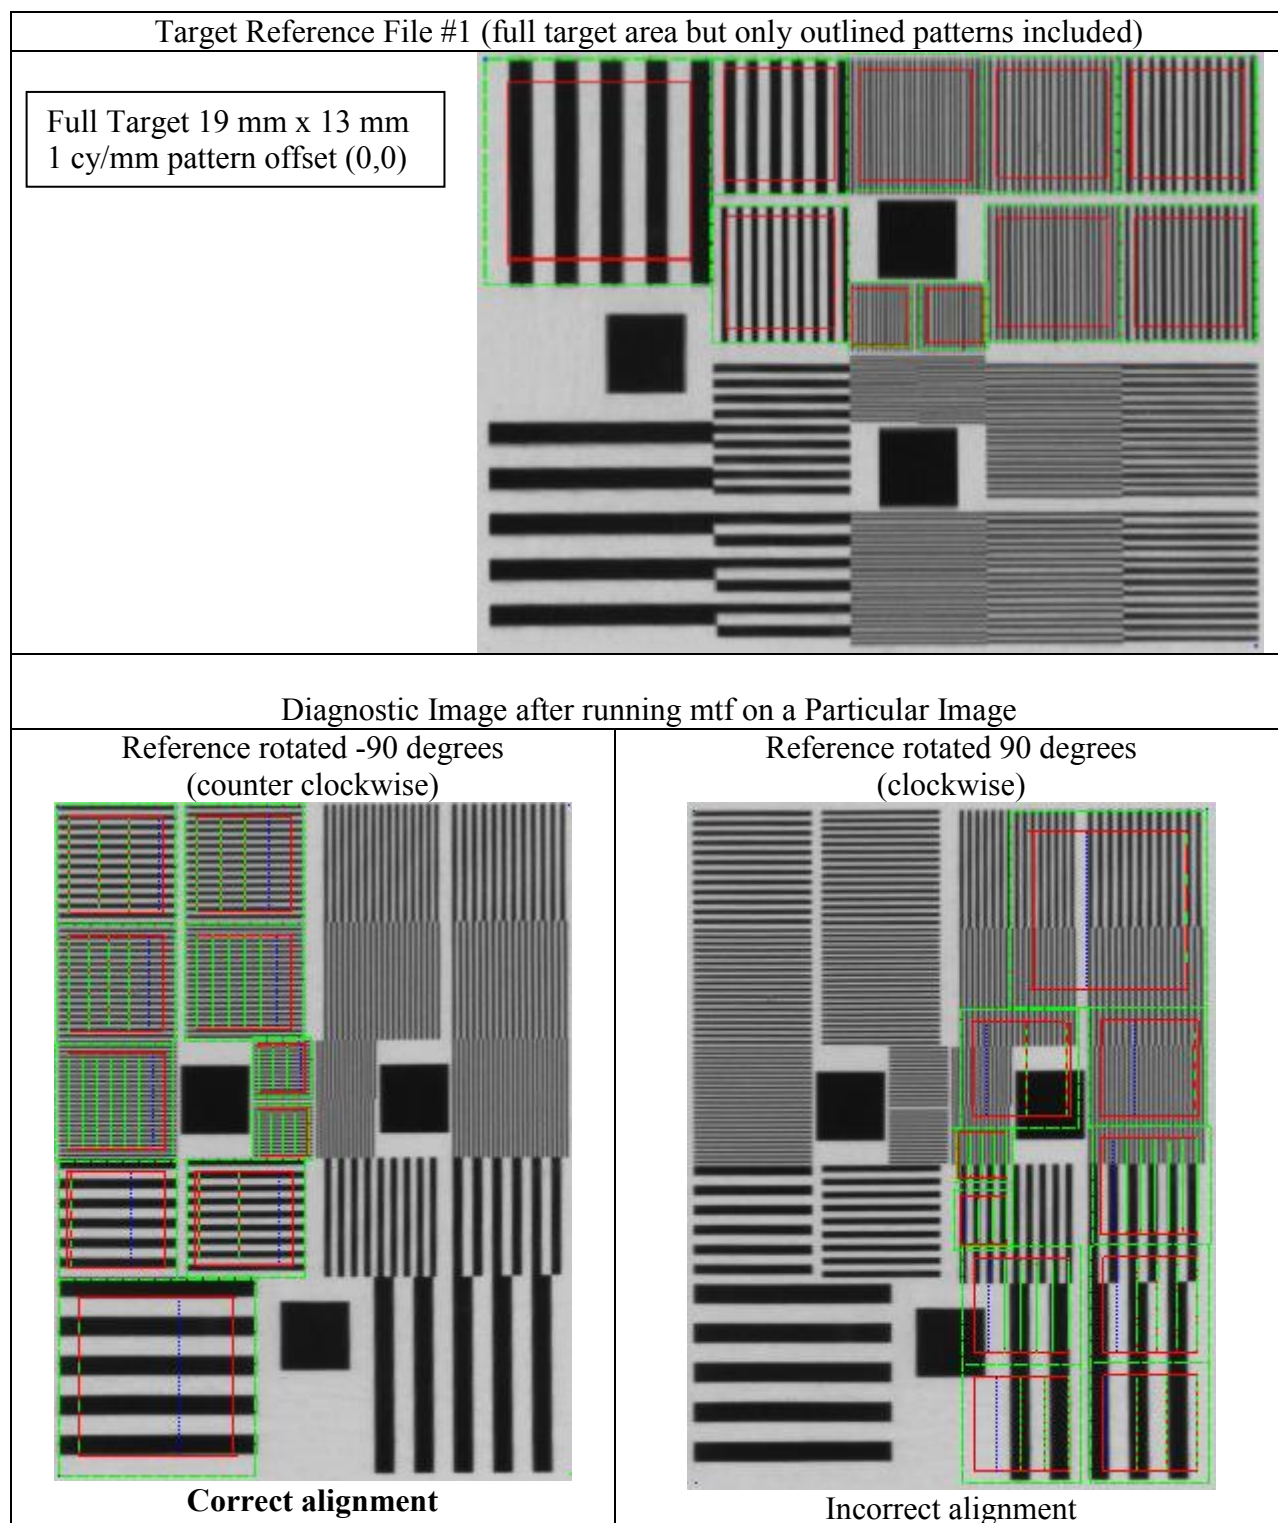 Target Reference File #1 (full target area but only outlined patterns included)
Full Target 19 mm x 13 mm
1 cy/mm pattern offset (0,0)
Diagnostic Image after running mtf on a Particular Image
Reference rotated -90 degrees
(counter clockwise)
Correct alignment
Reference rotated 90 degrees
(clockwise)
Incorrect alignment